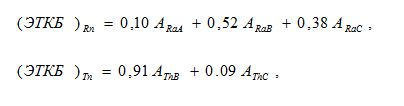 (ЭТКБ )Rn = 0,10 ARaA + 0,52 ARaB + 0,38 ARaC ,
(ЭТКБ )Tn = 0,91 AThB + 0.09 AThC ,